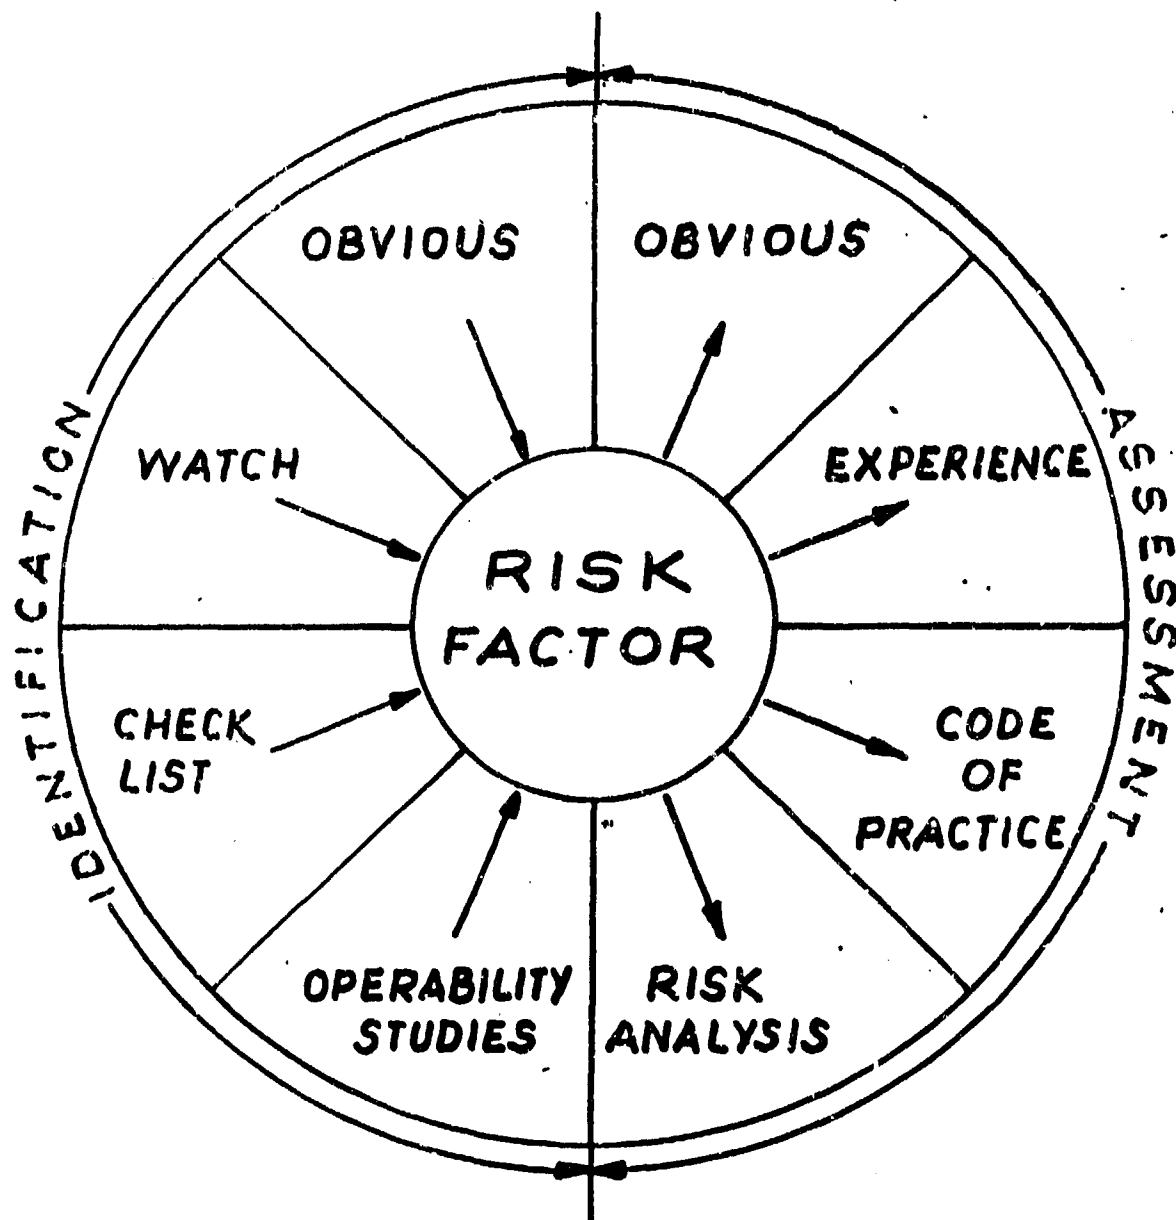 OBVIOUS
OBVIOUS
WATCH
EXPERIENCE
RISK
FACTOR
CHECK
LIST
CODE
OF
PRACTICE
OPERABILITY
STUDIES
RISK
ANALYSIS
IDENTIFICATION
ASSESSMENT